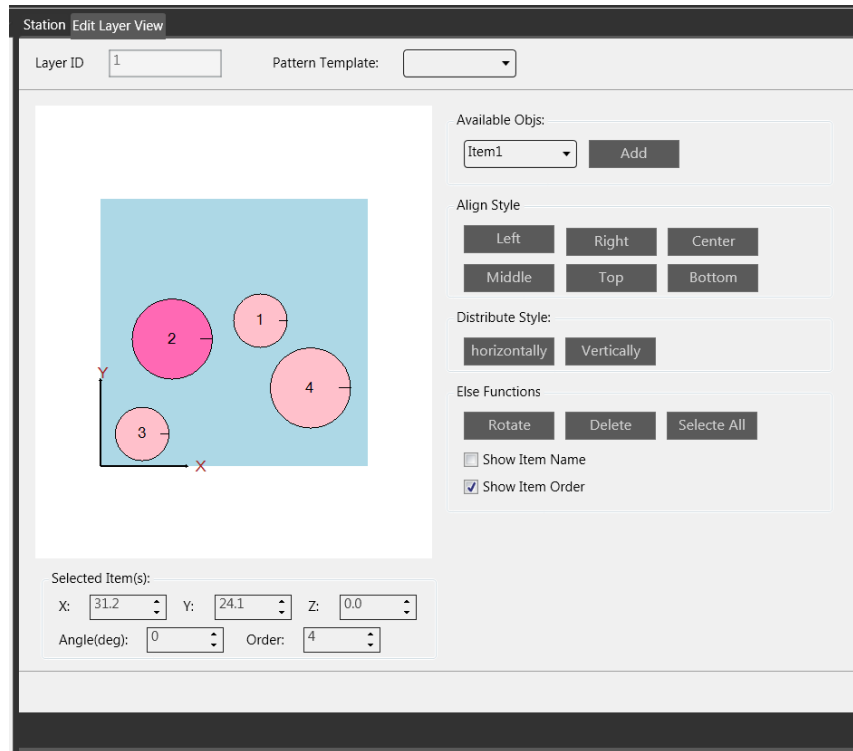 Station Edit Layer View
Layer ID 1 Pattern Template:
Available Objs:
Item1 Add
Align Style
Left Right Center
Middle Top Bottom
Distribute Style:
horizontally Vertically
Else Functions
Rotate Delete Selecte All
Show Item Name
Show Item Order
1
2
4
Y
3
X
Selected Item(s):
X: 31.2 Y: 24.1 Z: 0.0
Angle(deg): 0 Order: 4